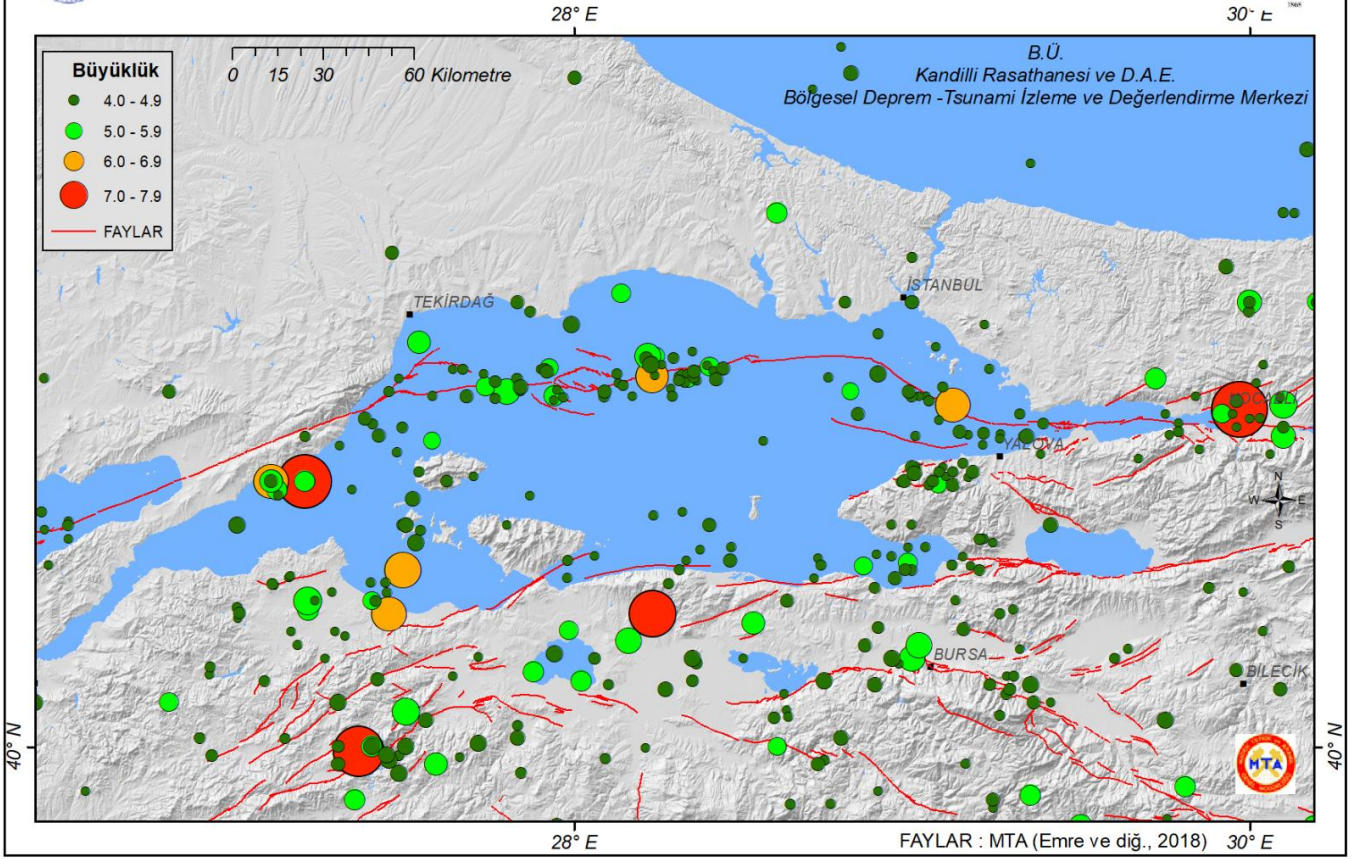 1868
28° E
30° E
Büyüklük
4.0 - 4.9
5.0 - 5.9
6.0 - 6.9
7.0 - 7.9
FAYLAR
0 15 30 60 Kilometre
B.Ü.
Kandilli Rasathanesi ve D.A.E.
Bölgesel Deprem -Tsunami İzleme ve Değerlendirme Merkezi
TEKİRDAĞ
İSTANBUL
KOCAELİ
YALOVA
N
W E
S
BURSA
BİLECİK
40° N
40° N
MTA
28° E
FAYLAR : MTA (Emre ve diğ., 2018)
30° E